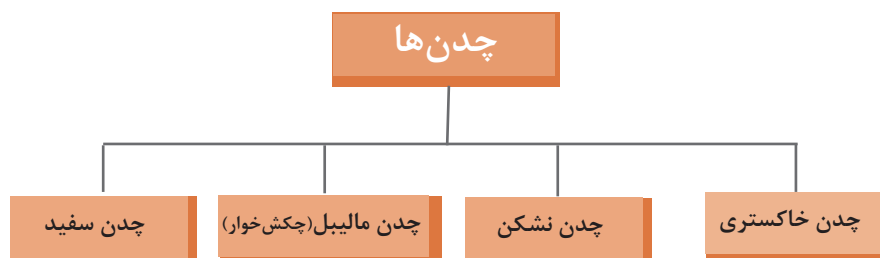 چدن‌ها
چدن خاکستری
چدن نشکن
چدن مالیبل(چکش‌خوار)
چدن سفید